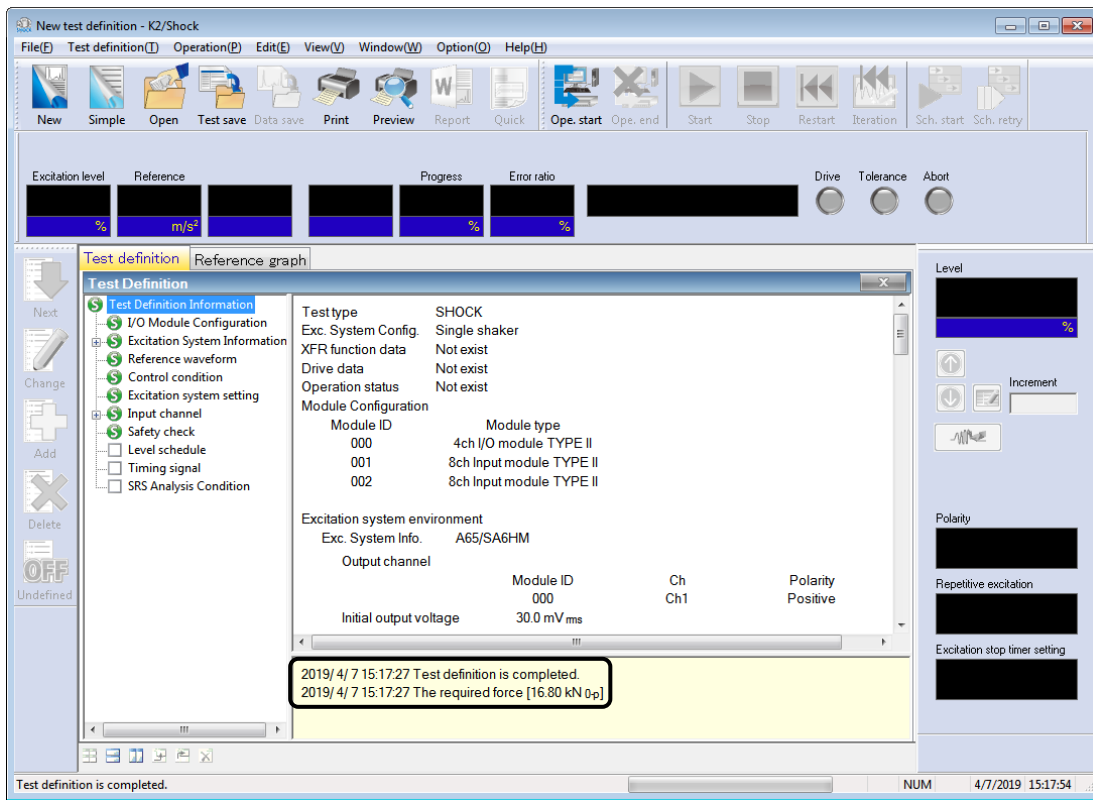 New test definition - K2/Shock
File(F) Test definition(T) Operation(P) Edit(E) View(V) Window(W) Option(O) Help(H)
New Simple Open Test save Data save Print Preview Report Quick Ope. start Ope. end Start Stop Restart Iteration Sch. start Sch. retry
Excitation level Reference Progress Error ratio Drive Tolerance Abort
% m/s² % %
Next
Change
Add
Delete
OFF
Undefined
Test definition Reference graph
Test Definition
Test Definition Information
I/O Module Configuration
Excitation System Information
Reference waveform
Control condition
Excitation system setting
Input channel
Safety check
Level schedule
Timing signal
SRS Analysis Condition
Test type SHOCK
Exc. System Config. Single shaker
XFR function data Not exist
Drive data Not exist
Operation status Not exist
Module Configuration
Module ID Module type
000 4ch I/O module TYPE II
001 8ch Input module TYPE II
002 8ch Input module TYPE II
Excitation system environment
Exc. System Info. A65/SA6HM
Output channel
Module ID Ch Polarity
000 Ch1 Positive
Initial output voltage 30.0 mV rms
2019/ 4/ 7 15:17:27 Test definition is completed.
2019/ 4/ 7 15:17:27 The required force [16.80 kN 0-p]
Level
%
Increment
Polarity
Repetitive excitation
Excitation stop timer setting
Test definition is completed.
NUM 4/7/2019 15:17:54